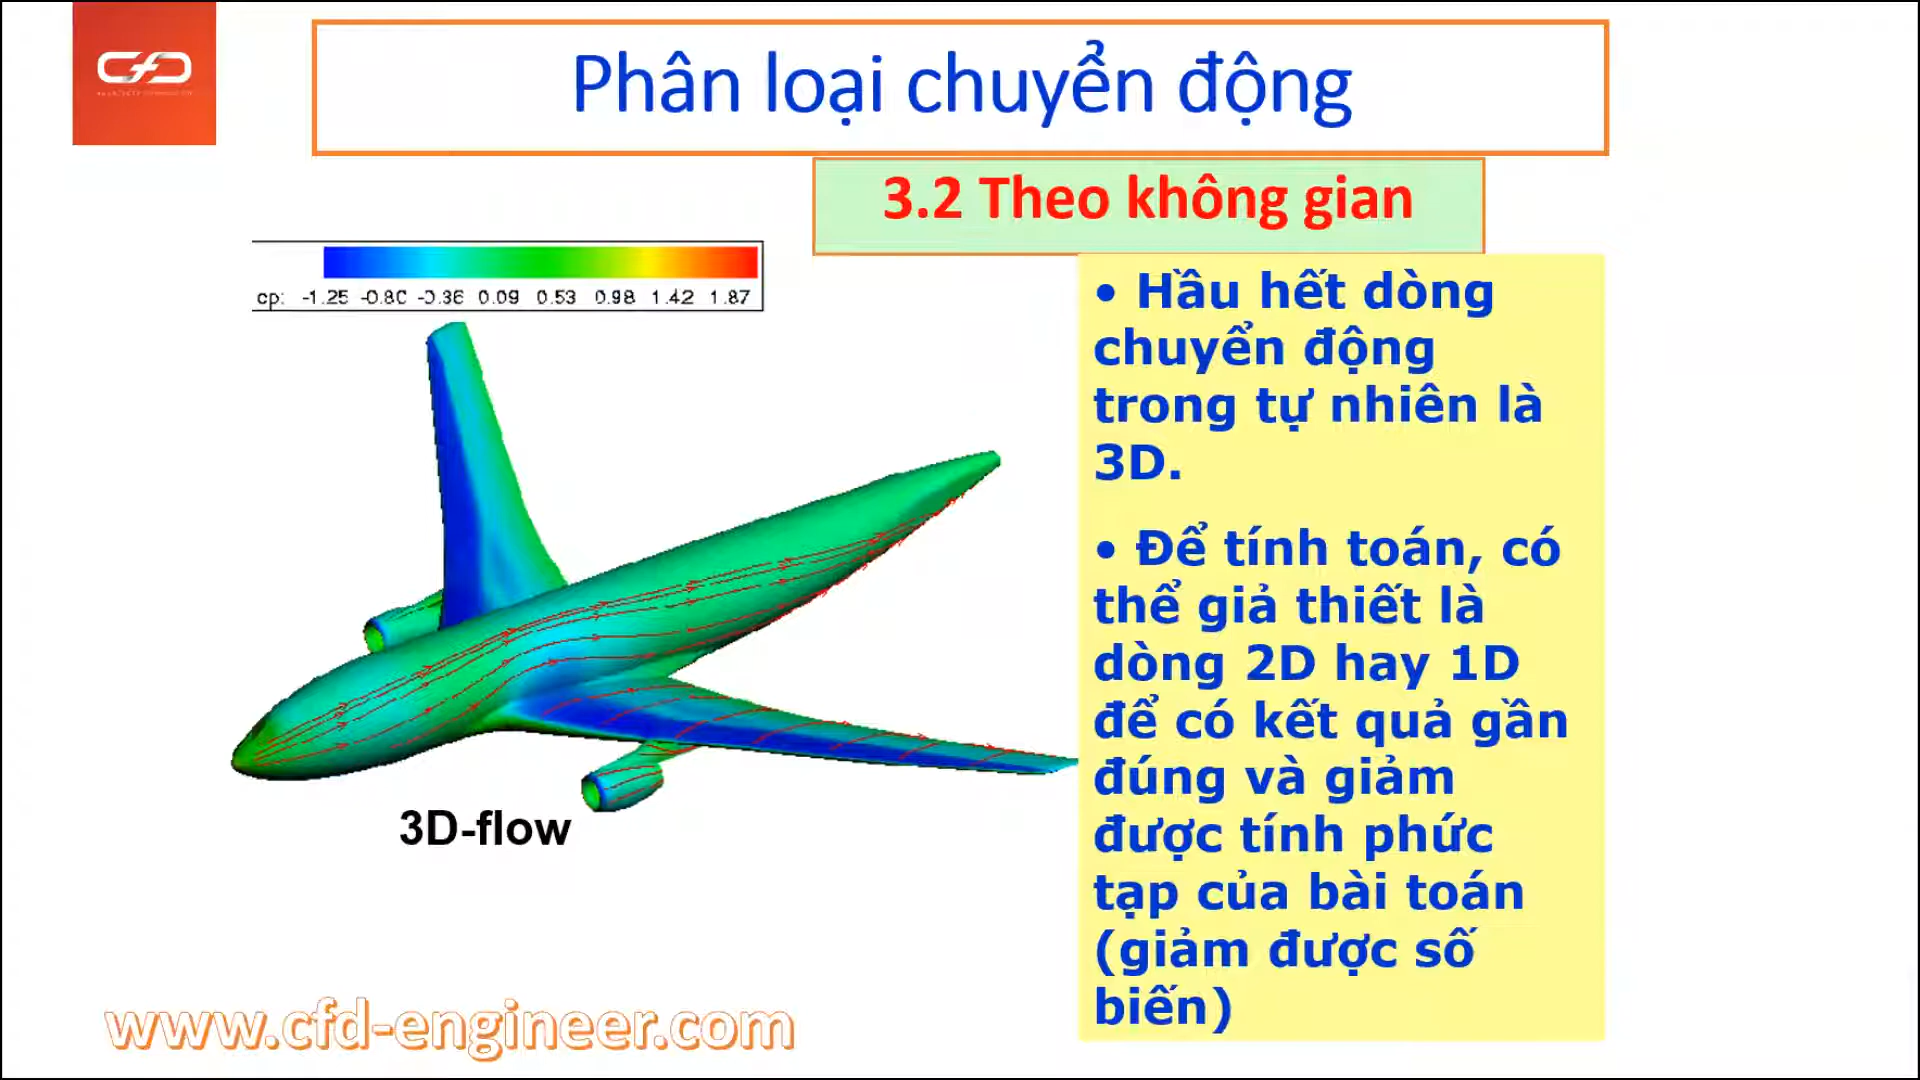 CFD
Phân loại chuyển động
3.2 Theo không gian
cp: -1.25 -0.80 -0.36 0.09 0.53 0.98 1.42 1.87
• Hầu hết dòng
chuyển động
trong tự nhiên là
3D.
• Để tính toán, có
thể giả thiết là
dòng 2D hay 1D
để có kết quả gần
đúng và giảm
được tính phức
tạp của bài toán
(giảm được số
biến)
3D-flow
www.cfd-engineer.com